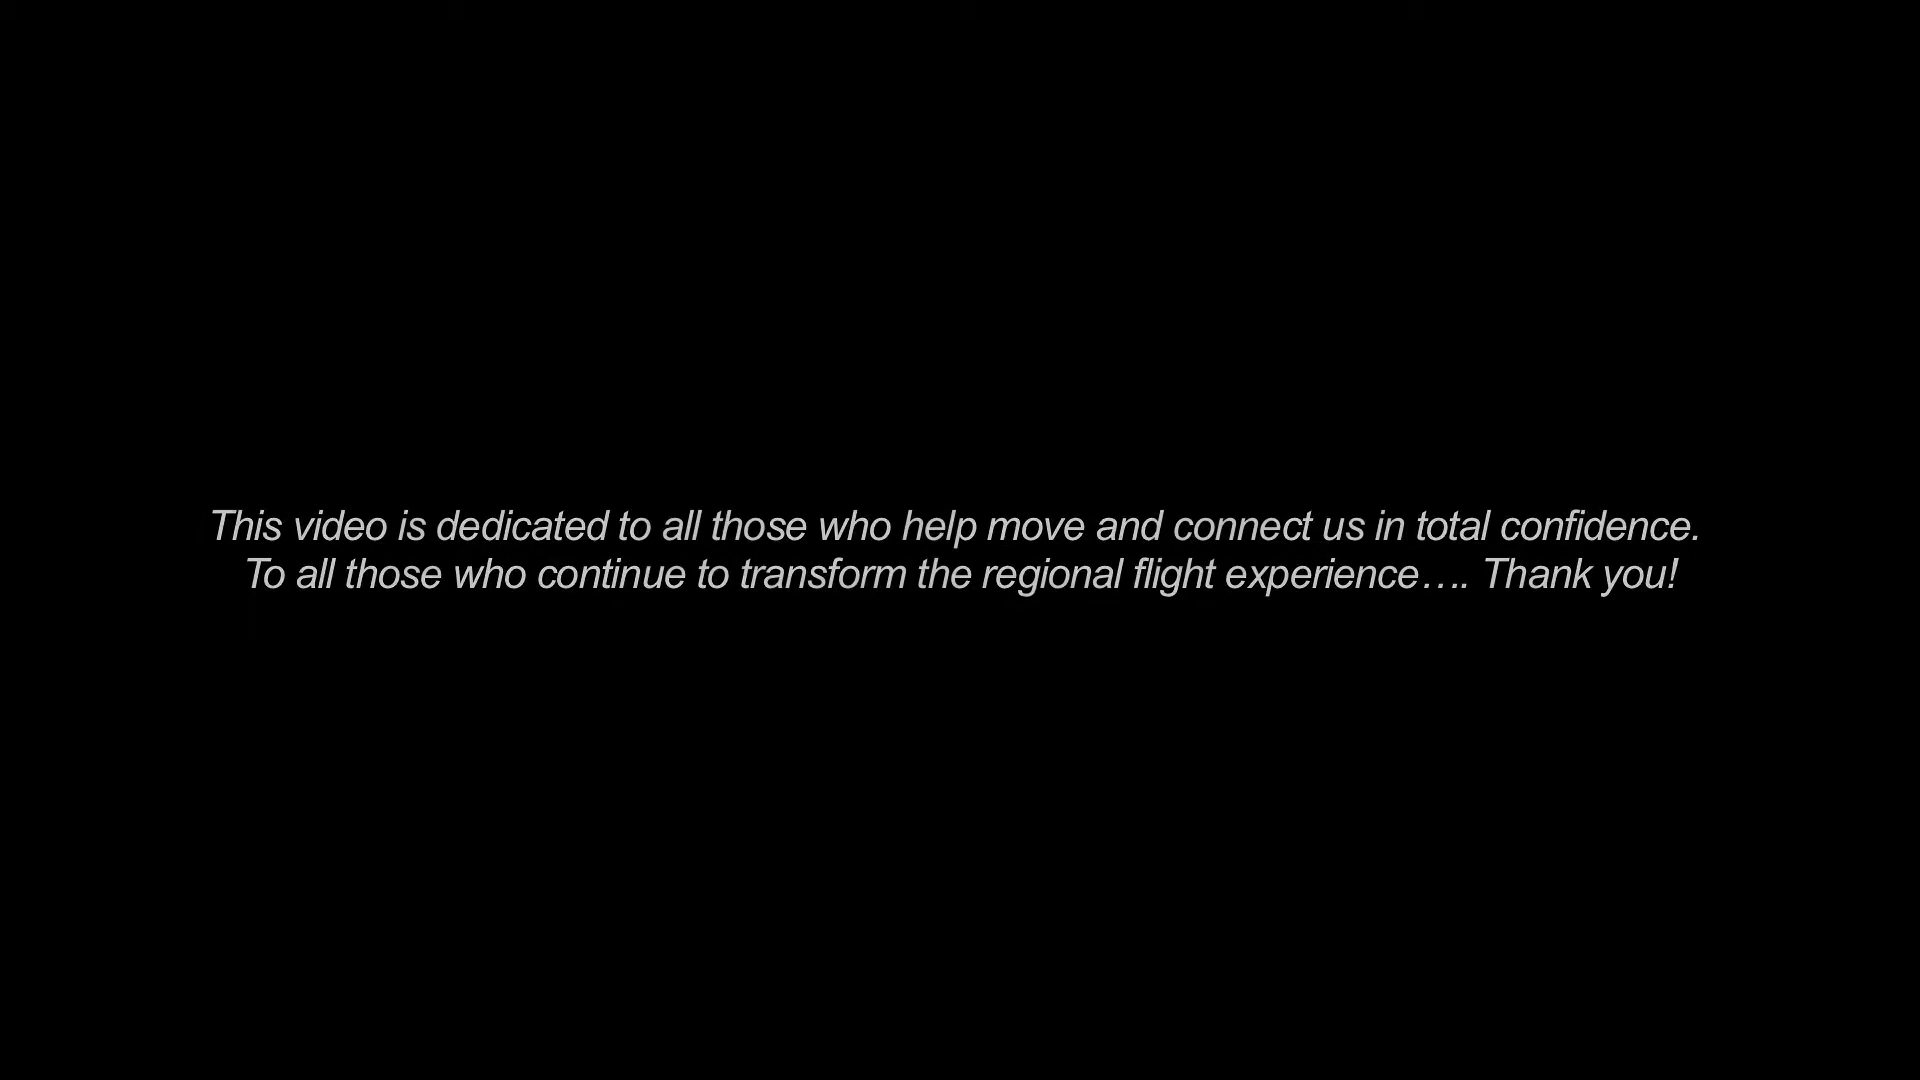 This video is dedicated to all those who help move and connect us in total confidence.
To all those who continue to transform the regional flight experience…. Thank you!